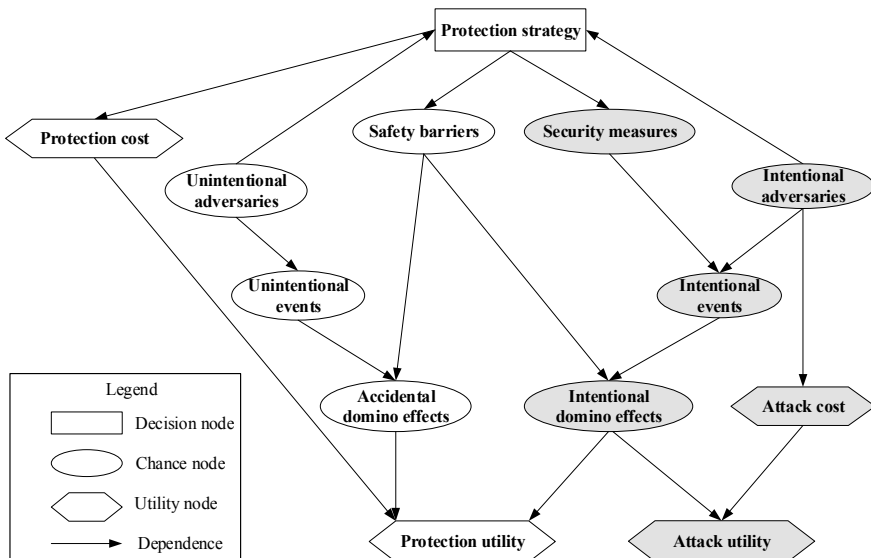 Protection strategy
Protection cost
Safety barriers
Security measures
Unintentional
adversaries
Intentional
adversaries
Unintentional
events
Intentional
events
Accidental
domino effects
Intentional
domino effects
Attack cost
Protection utility
Attack utility
Legend
Decision node
Chance node
Utility node
Dependence